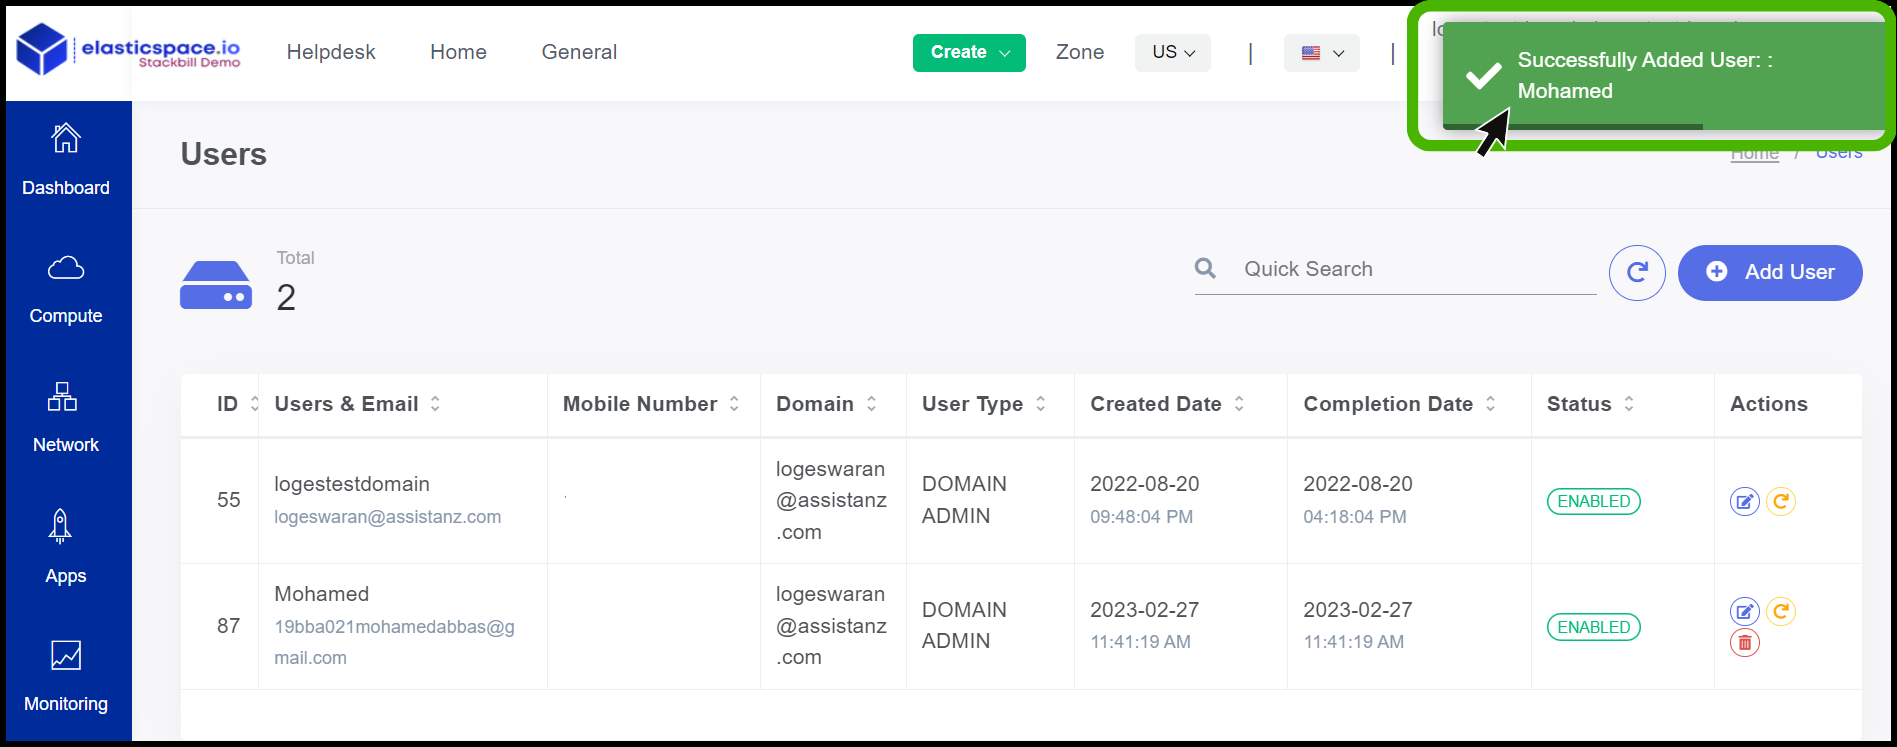 elasticspace.io
Stackbill Demo
Helpdesk
Home
General
Create
Zone
US
|
|
Successfully Added User: :
Mohamed
Dashboard
Compute
Network
Apps
Monitoring
Users
Home / Users
Total
2
Quick Search
Add User
ID Users & Email Mobile Number Domain User Type Created Date Completion Date Status Actions
55
logestestdomain
logeswaran@assistanz.com
logeswaran
@assistanz
.com
DOMAIN
ADMIN
2022-08-20
09:48:04 PM
2022-08-20
04:18:04 PM
ENABLED
87
Mohamed
19bba021mohamedabbas@g
mail.com
logeswaran
@assistanz
.com
DOMAIN
ADMIN
2023-02-27
11:41:19 AM
2023-02-27
11:41:19 AM
ENABLED